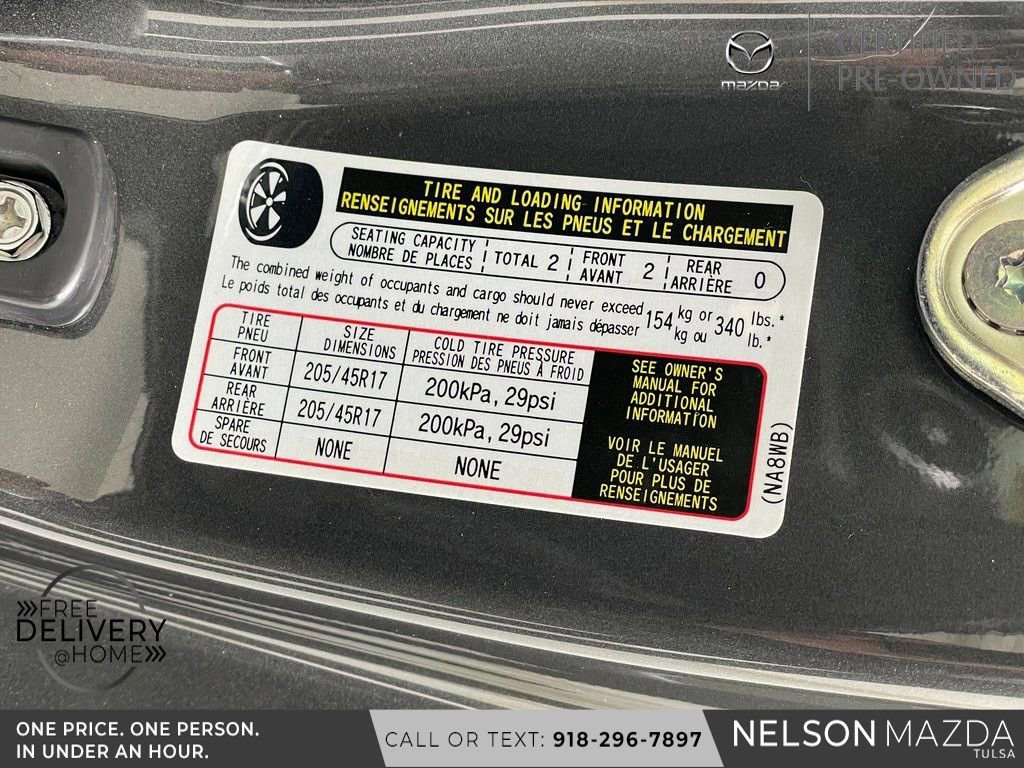 mazda
CERTIFIED
PRE-OWNED
TIRE AND LOADING INFORMATION
RENSEIGNEMENTS SUR LES PNEUS ET LE CHARGEMENT
SEATING CAPACITY
NOMBRE DE PLACES
TOTAL 2
FRONT
AVANT
2
REAR
ARRIÈRE
0
The combined weight of occupants and cargo should never exceed 154 kg or 340 lbs.*
Le poids total des occupants et du chargement ne doit jamais dépasser 154 kg ou 340 lb.*
TIRE
PNEU
SIZE
DIMENSIONS
COLD TIRE PRESSURE
PRESSION DES PNEUS À FROID
FRONT
AVANT
205/45R17
200kPa, 29psi
REAR
ARRIÈRE
205/45R17
200kPa, 29psi
SPARE
DE SECOURS
NONE
NONE
SEE OWNER'S
MANUAL FOR
ADDITIONAL
INFORMATION
VOIR LE MANUEL
DE L'USAGER
POUR PLUS DE
RENSEIGNEMENTS
(NA8WB)
FREE
DELIVERY
@HOME
ONE PRICE. ONE PERSON.
IN UNDER AN HOUR.
CALL OR TEXT: 918-296-7897
NELSON MAZDA
TULSA